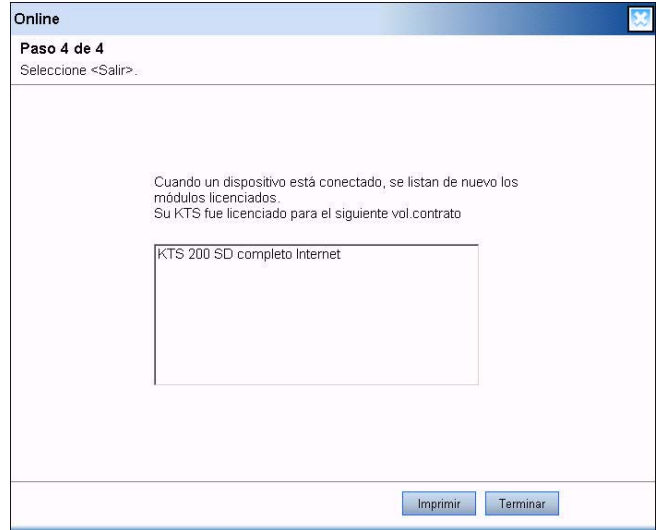 Online
Paso 4 de 4
Seleccione <Salir>.
Cuando un dispositivo está conectado, se listan de nuevo los
módulos licenciados.
Su KTS fue licenciado para el siguiente vol.contrato
KTS 200 SD completo Internet
Imprimir
Terminar